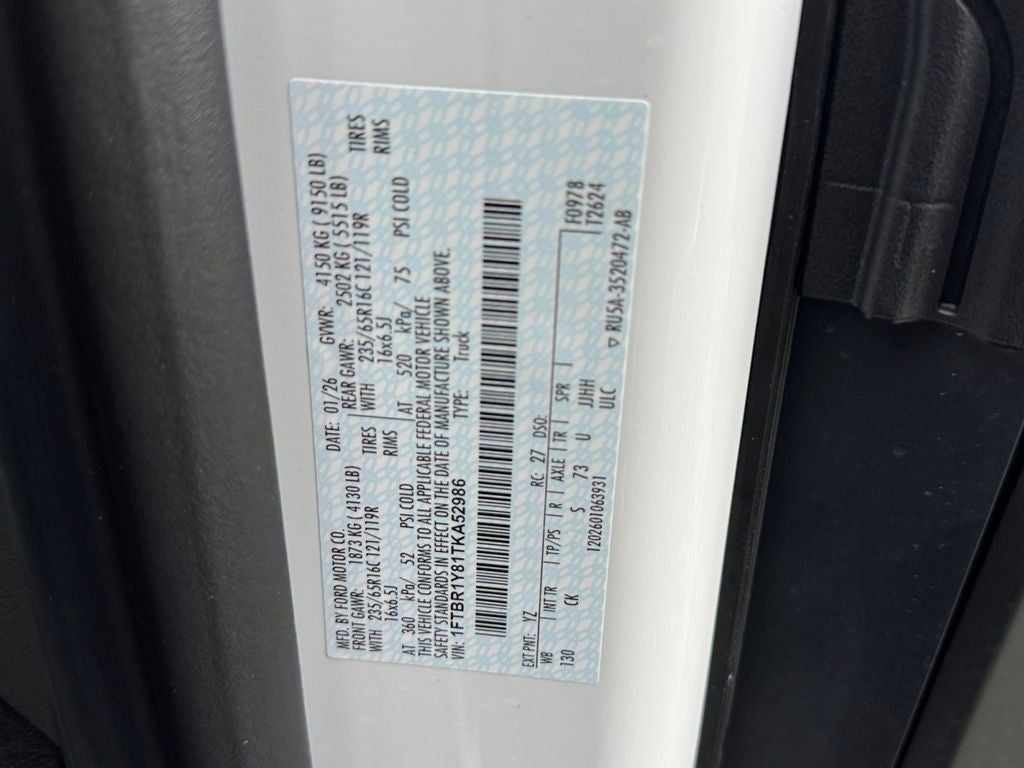 MFD. BY FORD MOTOR CO. DATE: 01/26 GVWR: 4150 KG ( 9150 LB)
FRONT GAWR: 1873 KG ( 4130 LB) REAR GAWR: 2502 KG ( 5515 LB)
WITH 235/65R16C 121/119R TIRES WITH 235/65R16C 121/119R TIRES
16x6.5J RIMS 16x6.5J RIMS
AT 360 kPa/ 52 PSI COLD AT 520 kPa/ 75 PSI COLD
THIS VEHICLE CONFORMS TO ALL APPLICABLE FEDERAL MOTOR VEHICLE
SAFETY STANDARDS IN EFFECT ON THE DATE OF MANUFACTURE SHOWN ABOVE.
VIN: 1FTBR1Y81TKA52986 TYPE: Truck
EXT PNT: YZ RC: 27 DSO: F0978
WB INT TR TP/PS R AXLE TR SPR T2624
130 CK S 73 U JJHH
1202601063931 ULC ▽ RU5A-3520472-AB